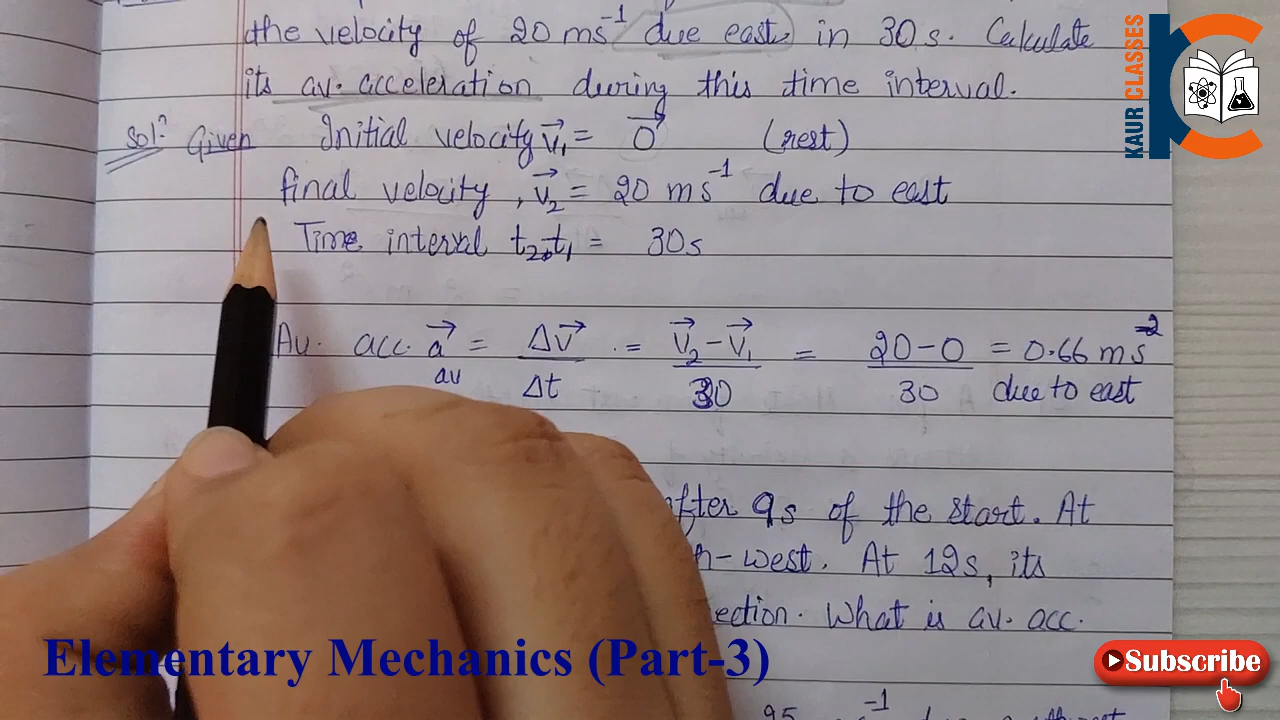 the velocity of 20 ms⁻¹ due east, in 30 s. Calculate
its av. acceleration during this time interval.
Solⁿ: Given Initial velocity v⃗₁ = 0⃗ (rest)
final velocity, v⃗₂ = 20 ms⁻¹ due to east
Time interval t₂-t₁ = 30s
Av. acc. a⃗av = Δv⃗/Δt = (v⃗₂ - v⃗₁)/30 = (20-0)/30 = 0.66 ms⁻² due to east
after 9s of the start. At
h-west. At 12s, its
ection. What is av. acc.
95
KAUR CLASSES
Elementary Mechanics (Part-3)
Subscribe